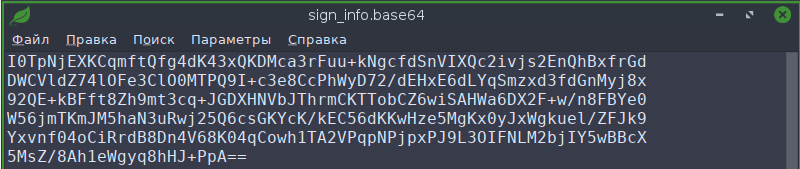 sign_info.base64
Файл Правка Поиск Параметры Справка
I0TpNjEXKCqmftQfg4dK43xQKDMca3rFuu+kNgcfdSnVIXQc2ivjs2EnQhBxfrGd
DWCVldZ74lOFe3ClO0MTPQ9I+c3e8CcPhWyD72/dEHxE6dLYqSmzxd3fdGnMyj8x
92QE+kBFft8Zh9mt3cq+JGDXHNVbJThrmCKTTobCZ6wiSAHWa6DX2F+w/n8FBYe0
W56jmTKmJM5haN3uRwj25Q6csGKYcK/kEC56dKKwHze5MgKx0yJxWgkuel/ZFJk9
Yxvnf04oCiRrdB8Dn4V68K04qCowh1TA2VPqpNPjpxPJ9L3OIFNLM2bjIY5wBBcX
5MsZ/8Ah1eWgyq8hHJ+PpA==